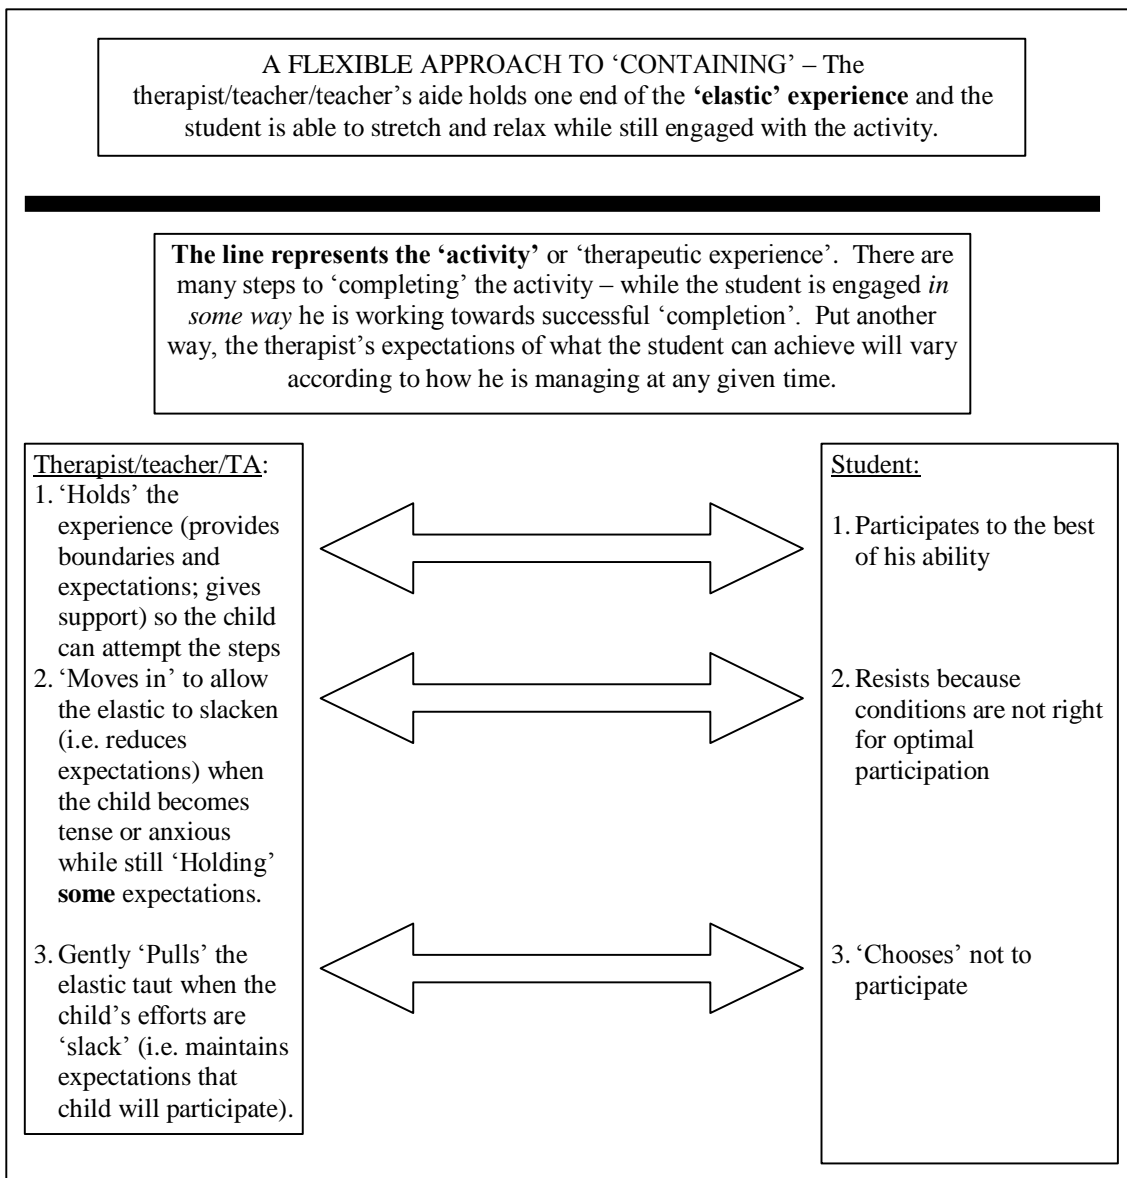 A FLEXIBLE APPROACH TO ‘CONTAINING’ – The
therapist/teacher/teacher’s aide holds one end of the ‘elastic’ experience and the
student is able to stretch and relax while still engaged with the activity.
The line represents the ‘activity’ or ‘therapeutic experience’. There are
many steps to ‘completing’ the activity – while the student is engaged in
some way he is working towards successful ‘completion’. Put another
way, the therapist’s expectations of what the student can achieve will vary
according to how he is managing at any given time.
Therapist/teacher/TA:
1. ‘Holds’ the
experience (provides
boundaries and
expectations; gives
support) so the child
can attempt the steps
2. ‘Moves in’ to allow
the elastic to slacken
(i.e. reduces
expectations) when
the child becomes
tense or anxious
while still ‘Holding’
some expectations.
3. Gently ‘Pulls’ the
elastic taut when the
child’s efforts are
‘slack’ (i.e. maintains
expectations that
child will participate).
Student:
1. Participates to the best
of his ability
2. Resists because
conditions are not right
for optimal
participation
3. ‘Chooses’ not to
participate